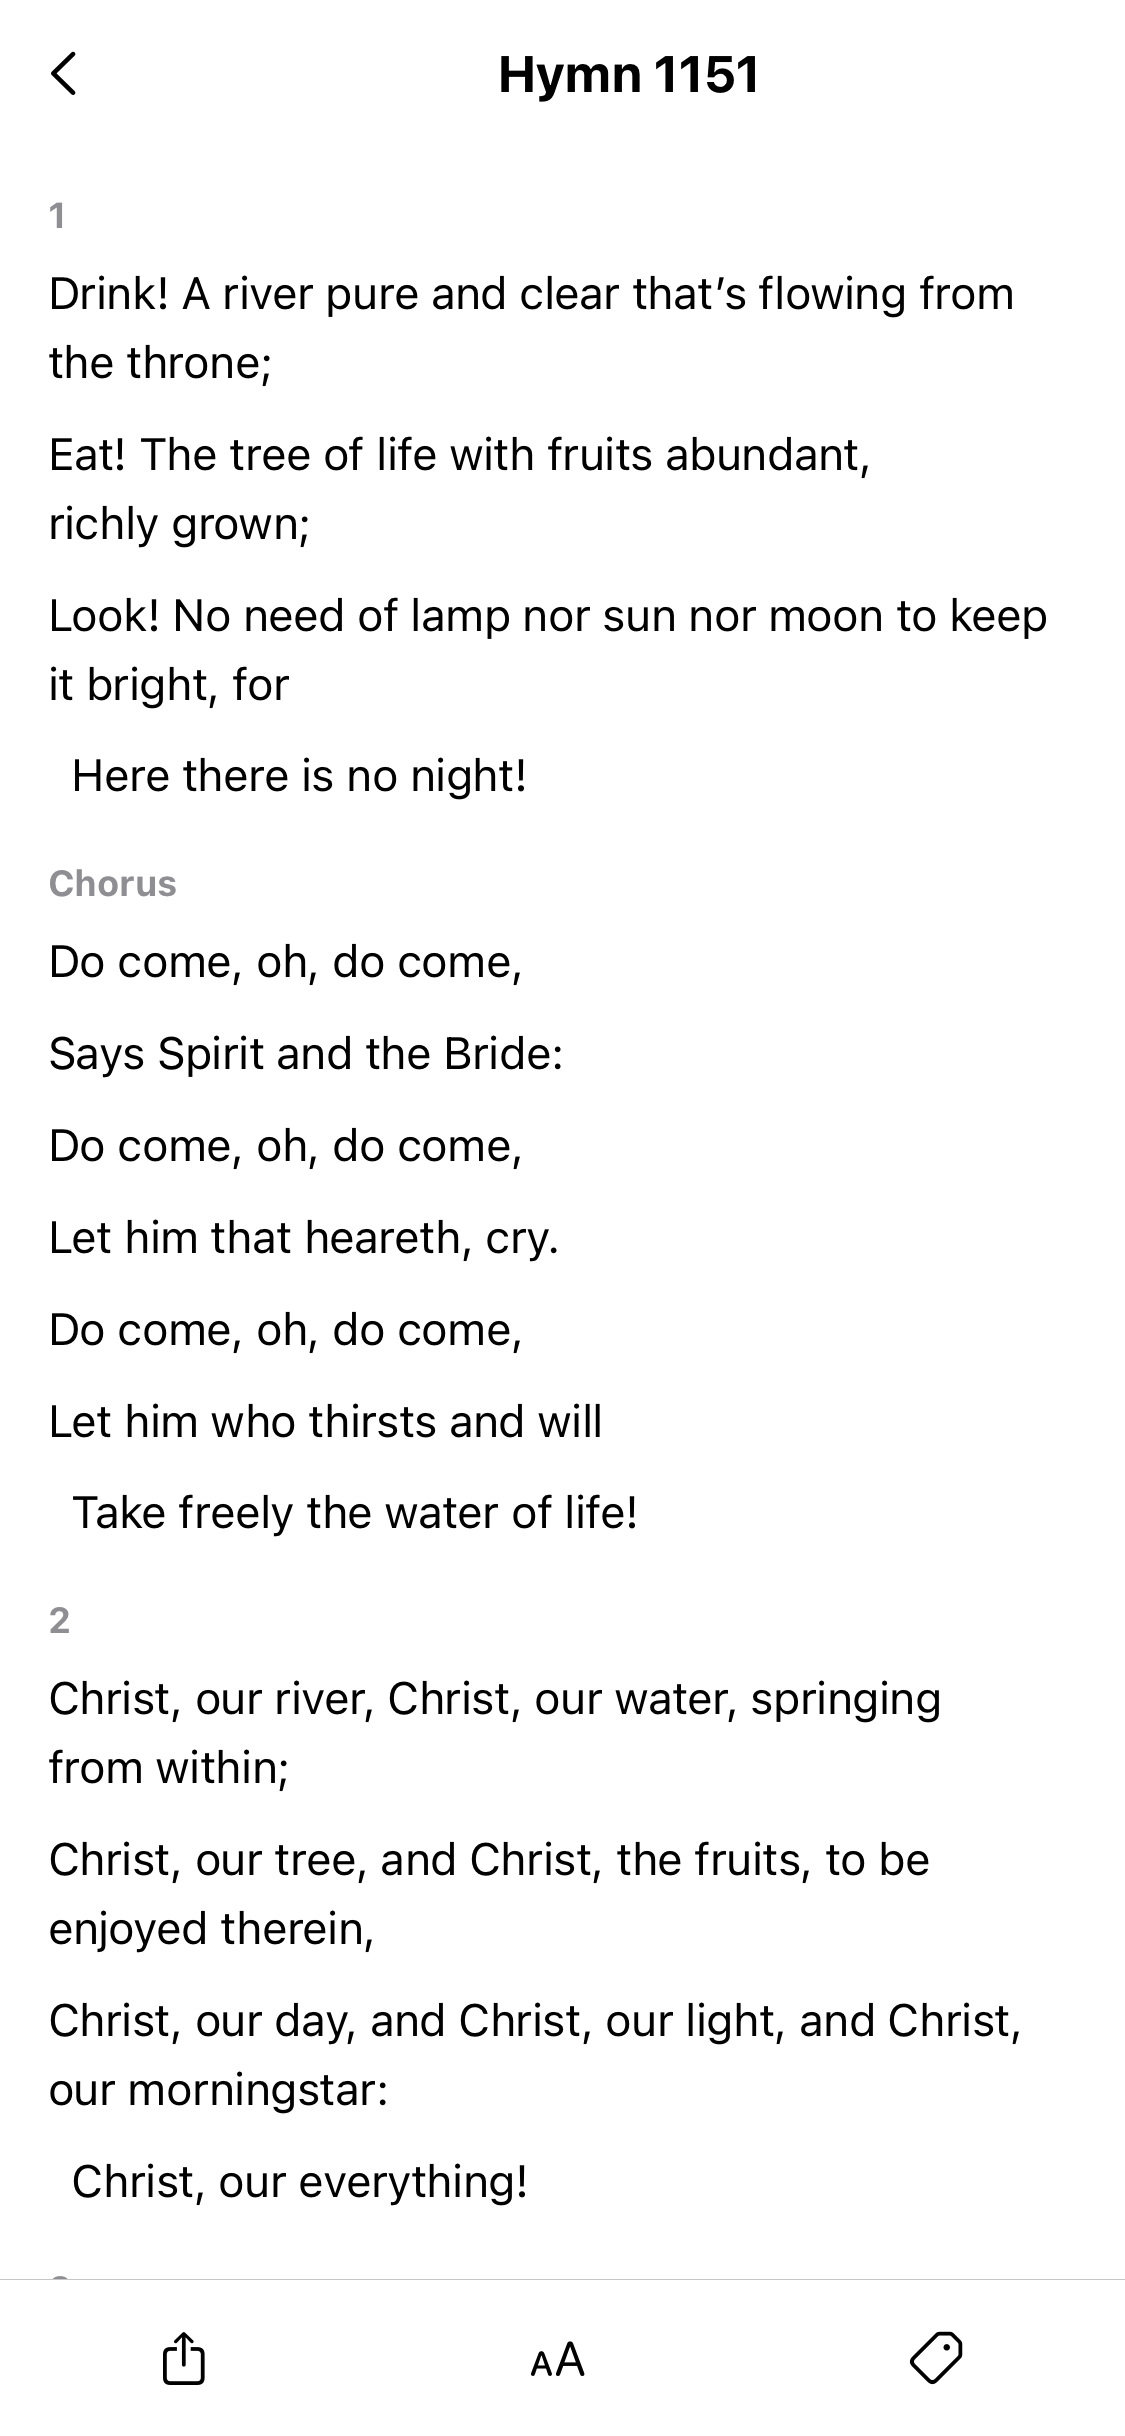 Hymn 1151
1
Drink! A river pure and clear that’s flowing from
the throne;
Eat! The tree of life with fruits abundant,
richly grown;
Look! No need of lamp nor sun nor moon to keep
it bright, for
Here there is no night!
Chorus
Do come, oh, do come,
Says Spirit and the Bride:
Do come, oh, do come,
Let him that heareth, cry.
Do come, oh, do come,
Let him who thirsts and will
Take freely the water of life!
2
Christ, our river, Christ, our water, springing
from within;
Christ, our tree, and Christ, the fruits, to be
enjoyed therein,
Christ, our day, and Christ, our light, and Christ,
our morningstar:
Christ, our everything!
AA